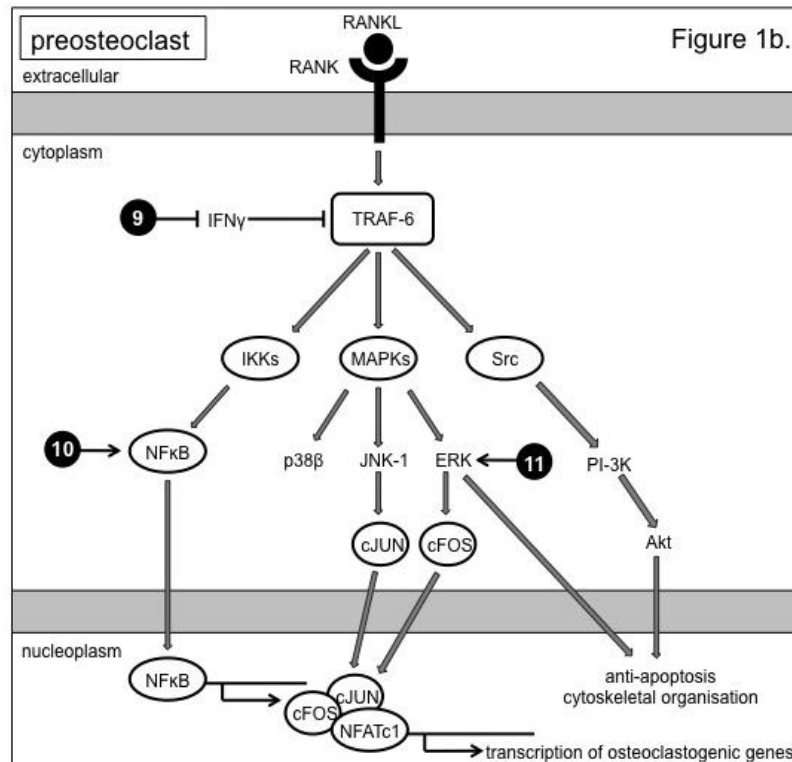 preosteoclast
RANKL
Figure 1b.
RANK
extracellular
cytoplasm
9
IFNγ
TRAF-6
IKKs
MAPKs
Src
10
NFκB
p38β
JNK-1
ERK
11
PI-3K
cJUN
cFOS
Akt
nucleoplasm
NFκB
cJUN
cFOS
NFATc1
anti-apoptosis
cytoskeletal organisation
transcription of osteoclastogenic genes